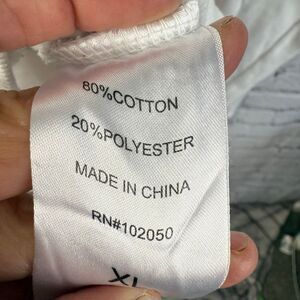 80%COTTON
20%POLYESTER
MADE IN CHINA
RN#102050
XL